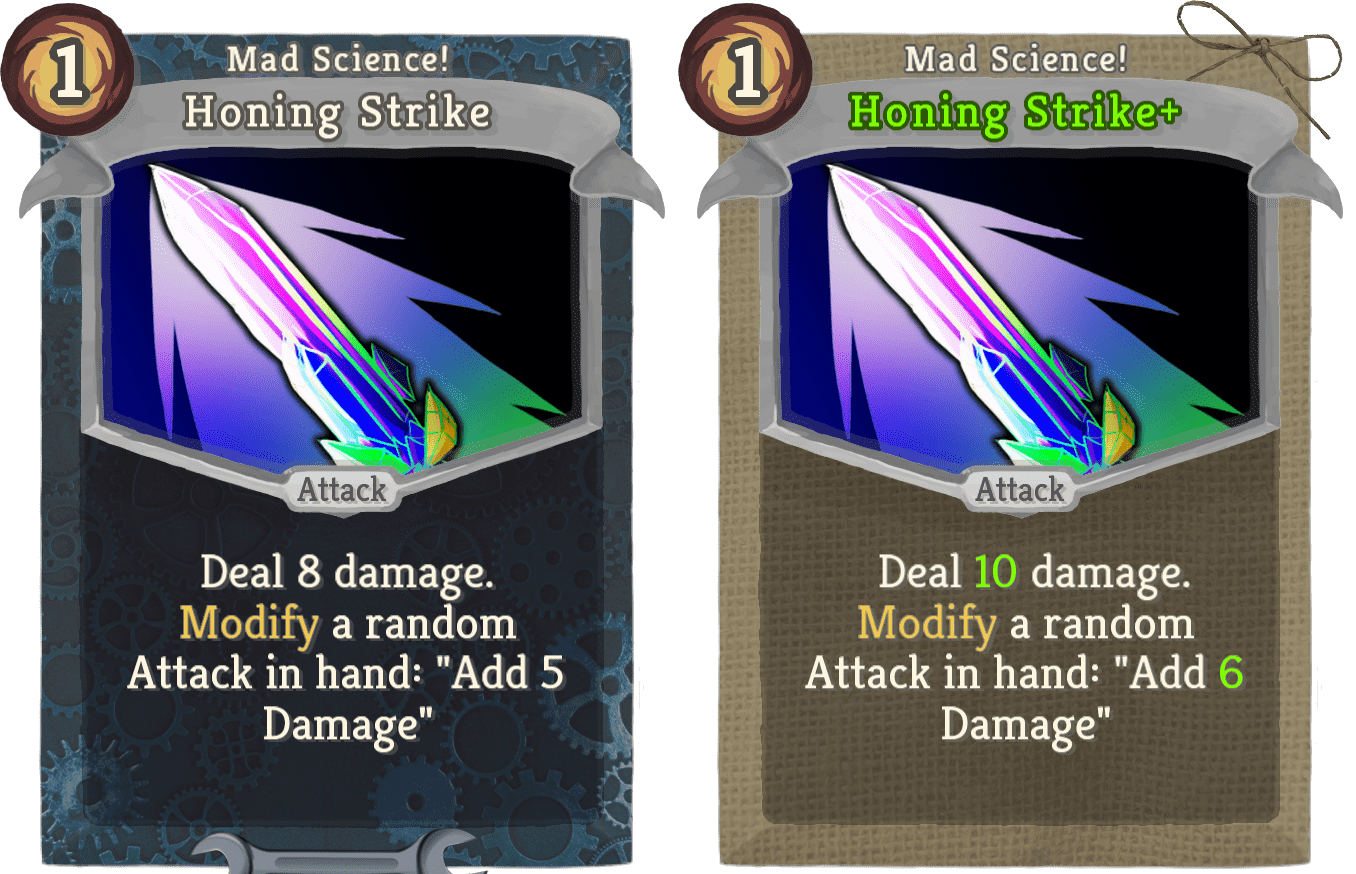 1
Mad Science!
Honing Strike
Attack
Deal 8 damage.
Modify a random
Attack in hand: "Add 5
Damage"
1
Mad Science!
Honing Strike+
Attack
Deal 10 damage.
Modify a random
Attack in hand: "Add 6
Damage"